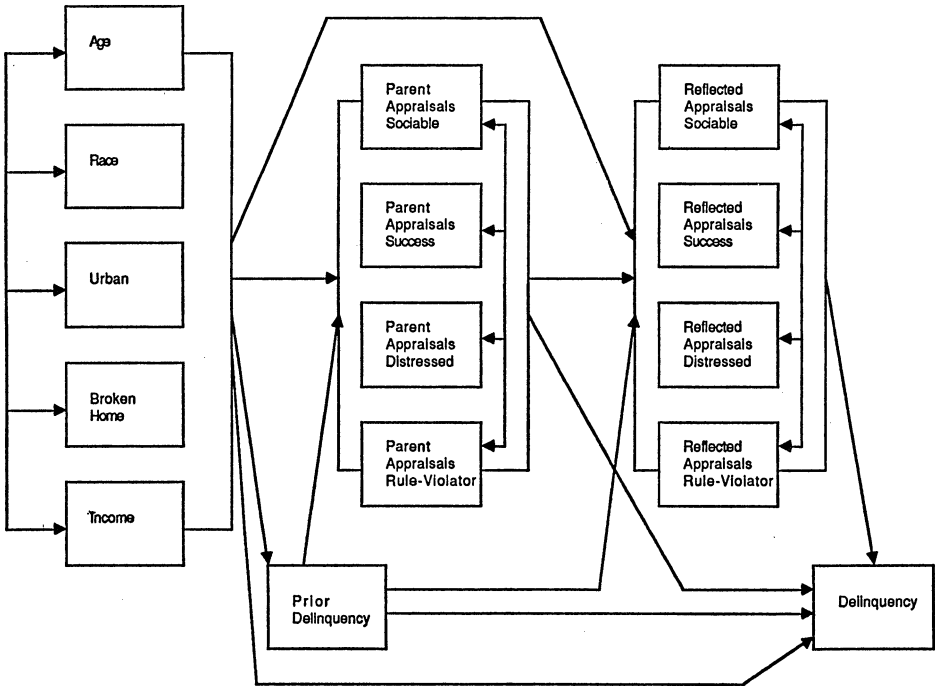 Age
Race
Urban
Broken
Home
Tncome
Parent
Appraisals
Sociable
Parent
Appraisals
Success
Parent
Appraisals
Distressed
Parent
Appraisals
Rule-Violator
Prior
Delinquency
Reflected
Appraisals
Sociable
Reflected
Appraisals
Success
Reflected
Appraisals
Distressed
Reflected
Appraisals
Rule-Violator
Delinquency